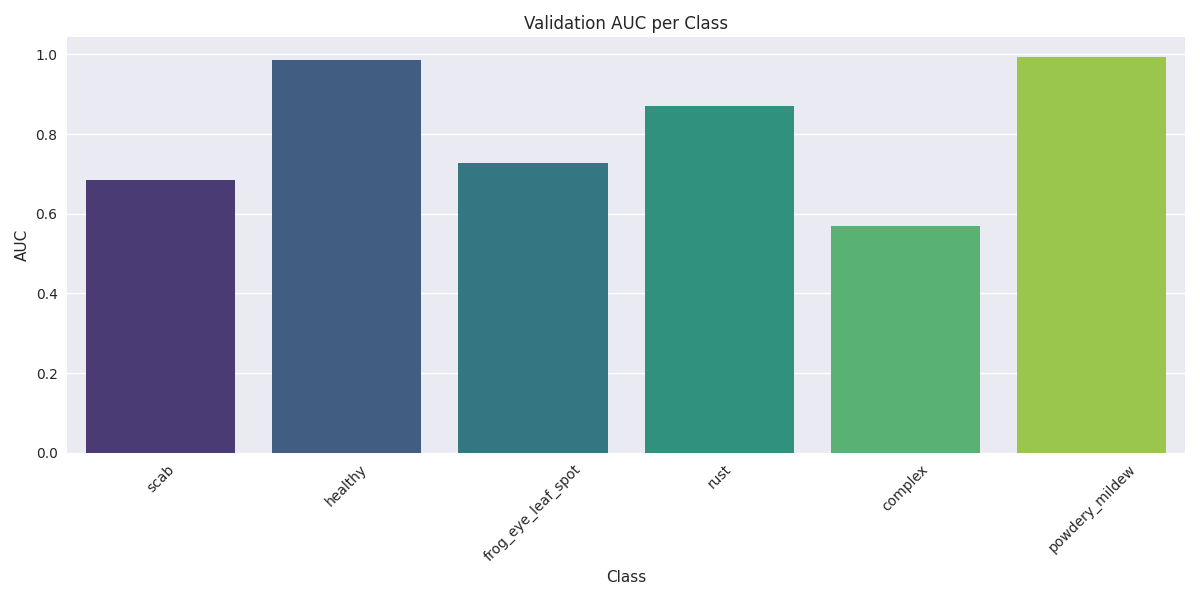 Validation AUC per Class
AUC
1.0
0.8
0.6
0.4
0.2
0.0
scab
healthy
frog_eye_leaf_spot
rust
complex
powdery_mildew
Class